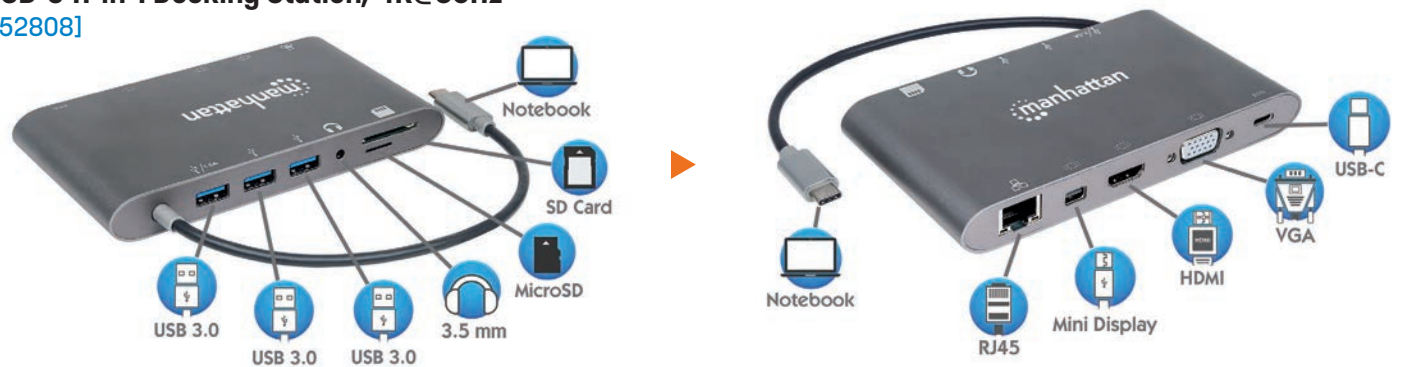 52808]
manhattan
Notebook
SD Card
MicroSD
3.5 mm
USB 3.0
USB 3.0
USB 3.0
manhattan
Notebook
RJ45
Mini Display
HDMI
VGA
USB-C